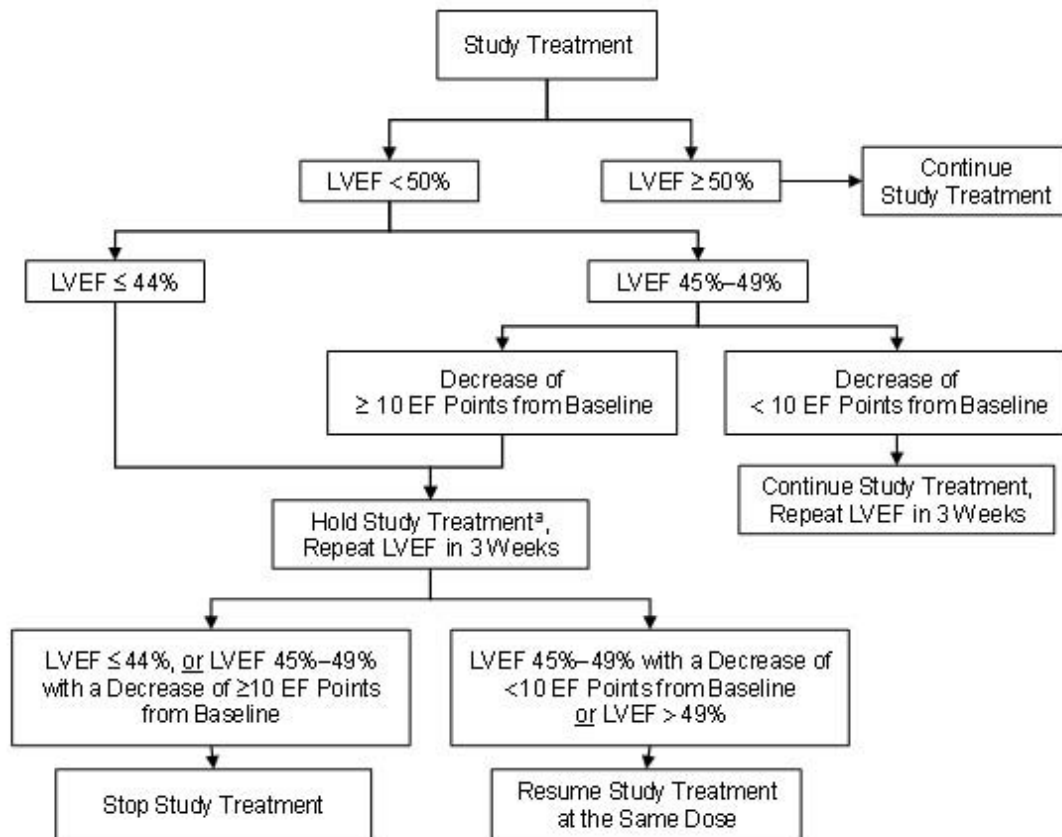 Study Treatment
LVEF < 50%
LVEF ≥ 50%
Continue
Study Treatment
LVEF ≤ 44%
LVEF 45%–49%
Decrease of
≥ 10 EF Points from Baseline
Decrease of
< 10 EF Points from Baseline
Continue Study Treatment,
Repeat LVEF in 3 Weeks
Hold Study Treatmentª,
Repeat LVEF in 3 Weeks
LVEF ≤ 44%, or LVEF 45%–49%
with a Decrease of ≥10 EF Points
from Baseline
LVEF 45%–49% with a Decrease of
<10 EF Points from Baseline
or LVEF > 49%
Stop Study Treatment
Resume Study Treatment
at the Same Dose